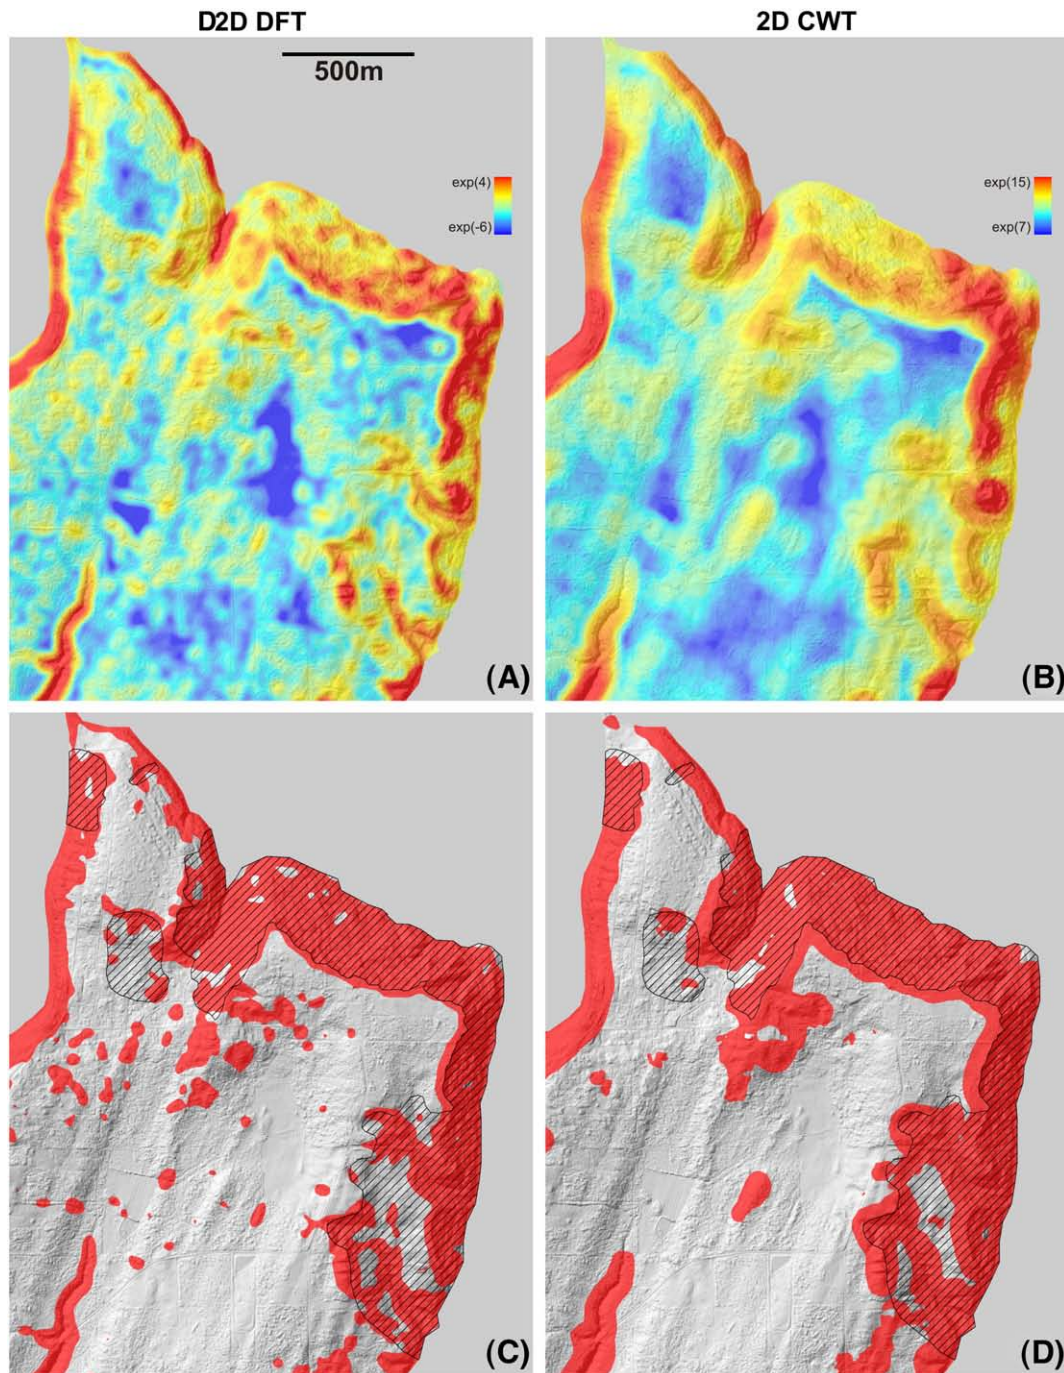 D2D DFT
2D CWT
500m
exp(4)
exp(-6)
exp(15)
exp(7)
(A)
(B)
(C)
(D)